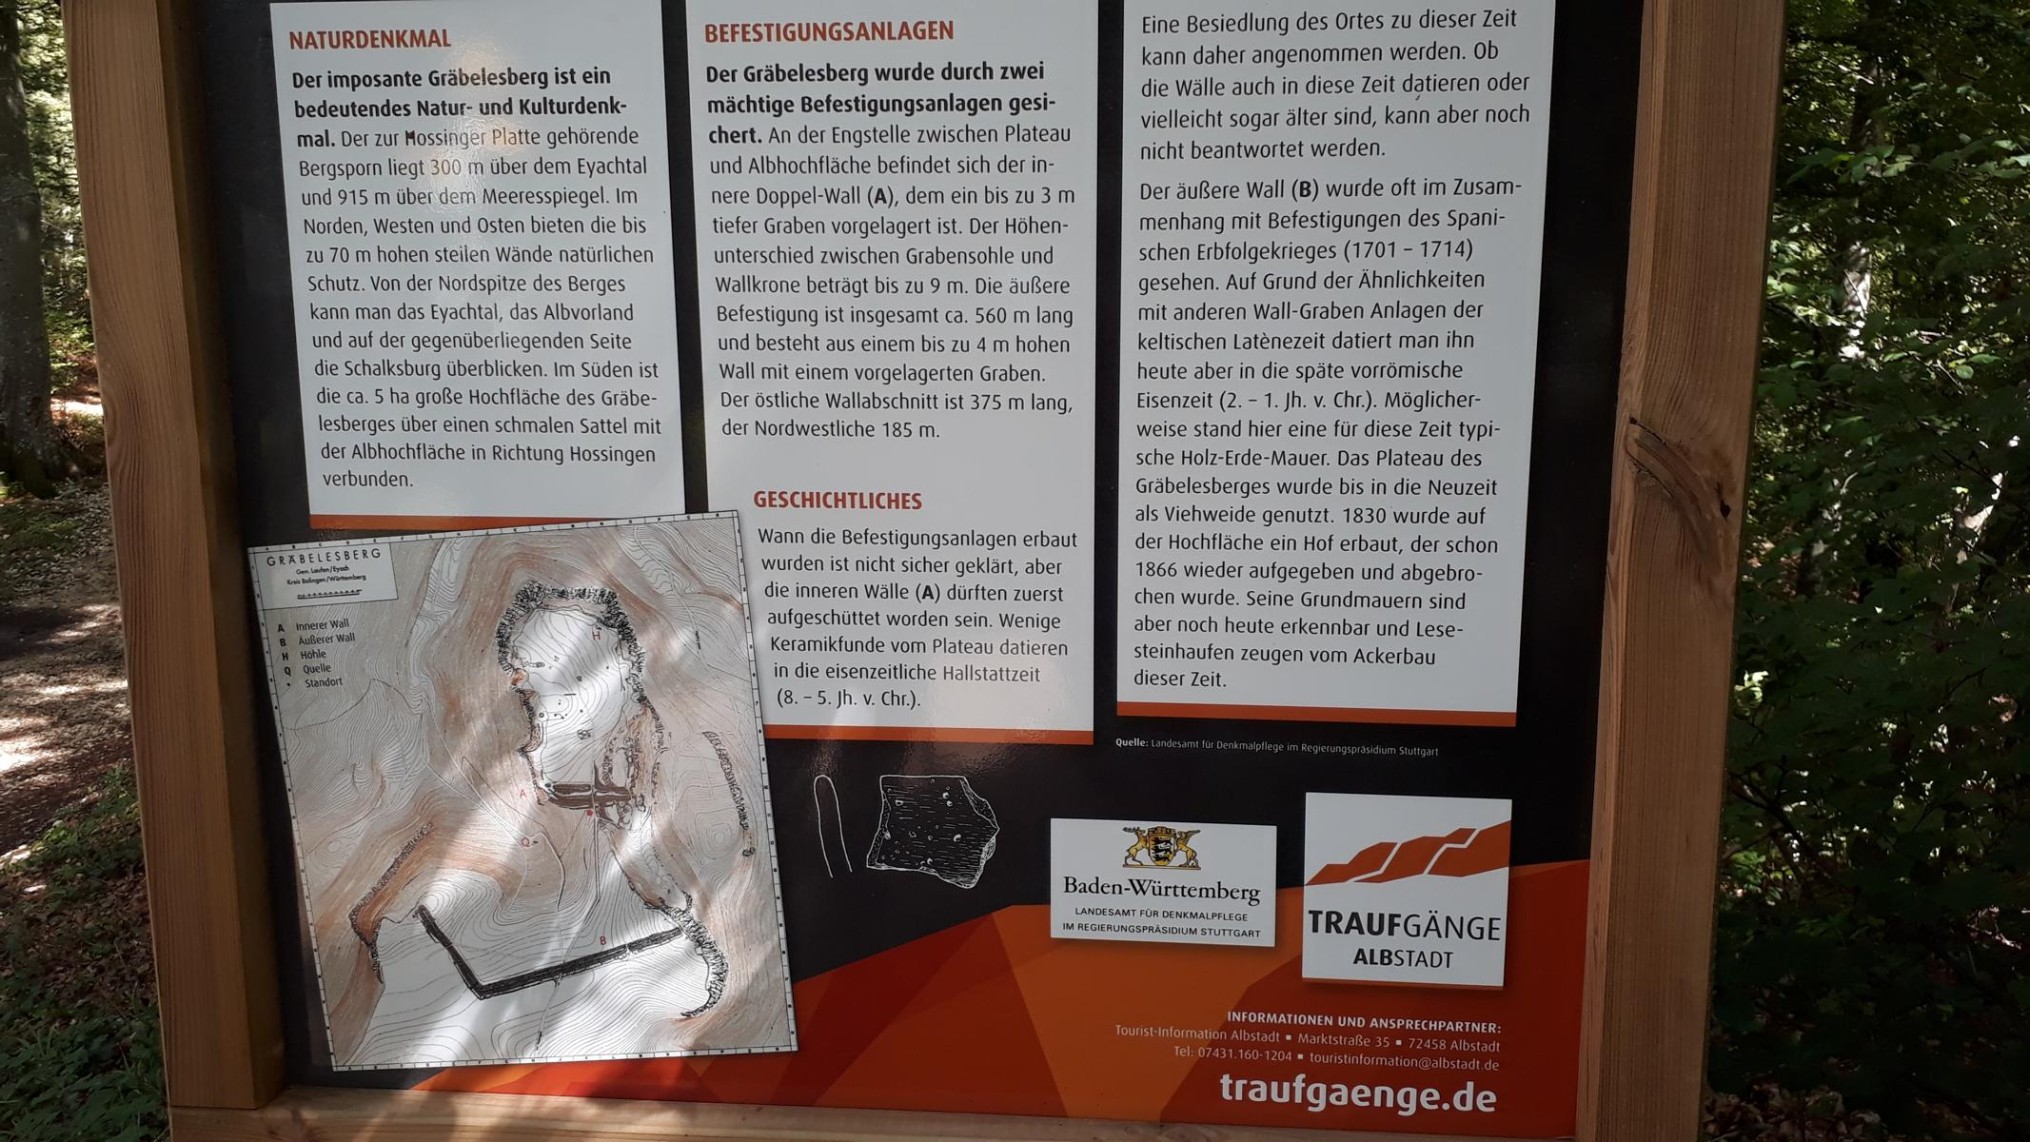 NATURDENKMAL
Der imposante Gräbelesberg ist ein
bedeutendes Natur- und Kulturdenk-
mal. Der zur Hossinger Platte gehörende
Bergsporn liegt 300 m über dem Eyachtal
und 915 m über dem Meeresspiegel. Im
Norden, Westen und Osten bieten die bis
zu 70 m hohen steilen Wände natürlichen
Schutz. Von der Nordspitze des Berges
kann man das Eyachtal, das Albvorland
und auf der gegenüberliegenden Seite
die Schalksburg überblicken. Im Süden ist
die ca. 5 ha große Hochfläche des Gräbe-
lesberges über einen schmalen Sattel mit
der Albhochfläche in Richtung Hossingen
verbunden.
BEFESTIGUNGSANLAGEN
Der Gräbelesberg wurde durch zwei
mächtige Befestigungsanlagen gesi-
chert. An der Engstelle zwischen Plateau
und Albhochfläche befindet sich der in-
nere Doppel-Wall (A), dem ein bis zu 3 m
tiefer Graben vorgelagert ist. Der Höhen-
unterschied zwischen Grabensohle und
Wallkrone beträgt bis zu 9 m. Die äußere
Befestigung ist insgesamt ca. 560 m lang
und besteht aus einem bis zu 4 m hohen
Wall mit einem vorgelagerten Graben.
Der östliche Wallabschnitt ist 375 m lang,
der Nordwestliche 185 m.
GESCHICHTLICHES
Wann die Befestigungsanlagen erbaut
wurden ist nicht sicher geklärt, aber
die inneren Wälle (A) dürften zuerst
aufgeschüttet worden sein. Wenige
Keramikfunde vom Plateau datieren
in die eisenzeitliche Hallstattzeit
(8. – 5. Jh. v. Chr.).
Eine Besiedlung des Ortes zu dieser Zeit
kann daher angenommen werden. Ob
die Wälle auch in diese Zeit datieren oder
vielleicht sogar älter sind, kann aber noch
nicht beantwortet werden.
Der äußere Wall (B) wurde oft im Zusam-
menhang mit Befestigungen des Spani-
schen Erbfolgekrieges (1701 – 1714)
gesehen. Auf Grund der Ähnlichkeiten
mit anderen Wall-Graben Anlagen der
keltischen Latènezeit datiert man ihn
heute aber in die späte vorrömische
Eisenzeit (2. – 1. Jh. v. Chr.). Möglicher-
weise stand hier eine für diese Zeit typi-
sche Holz-Erde-Mauer. Das Plateau des
Gräbelesberges wurde bis in die Neuzeit
als Viehweide genutzt. 1830 wurde auf
der Hochfläche ein Hof erbaut, der schon
1866 wieder aufgegeben und abgebro-
chen wurde. Seine Grundmauern sind
aber noch heute erkennbar und Lese-
steinhaufen zeugen vom Ackerbau
dieser Zeit.
Quelle: Landesamt für Denkmalpflege im Regierungspräsidium Stuttgart
GRÄBELESBERG
Gem. Laufen/Eyach
Kreis Balingen/Württemberg
A Innerer Wall
B Äußerer Wall
H Höhle
Q Quelle
• Standort
H
A
Q
B
Baden-Württemberg
LANDESAMT FÜR DENKMALPFLEGE
IM REGIERUNGSPRÄSIDIUM STUTTGART
TRAUFGÄNGE
ALBSTADT
INFORMATIONEN UND ANSPRECHPARTNER:
Tourist-Information Albstadt ▪ Marktstraße 35 ▪ 72458 Albstadt
Tel: 07431.160-1204 ▪ touristinformation@albstadt.de
traufgaenge.de